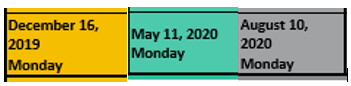 December 16,
2019
Monday
May 11, 2020
Monday
August 10,
2020
Monday